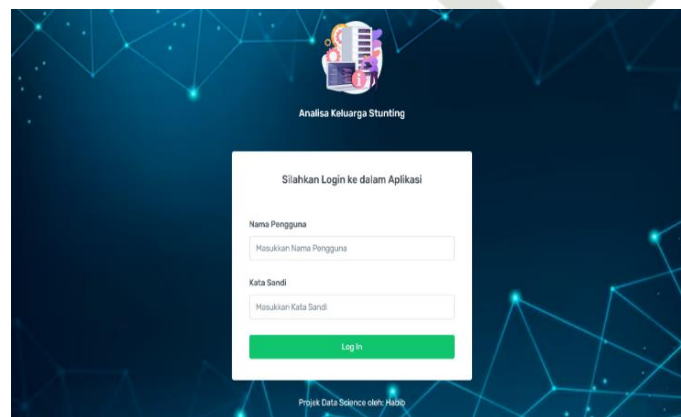 Analisa Keluarga Stunting
Silahkan Login ke dalam Aplikasi
Nama Pengguna
Masukkan Nama Pengguna
Kata Sandi
Masukkan Kata Sandi
Log In
Projek Data Science oleh: Habib